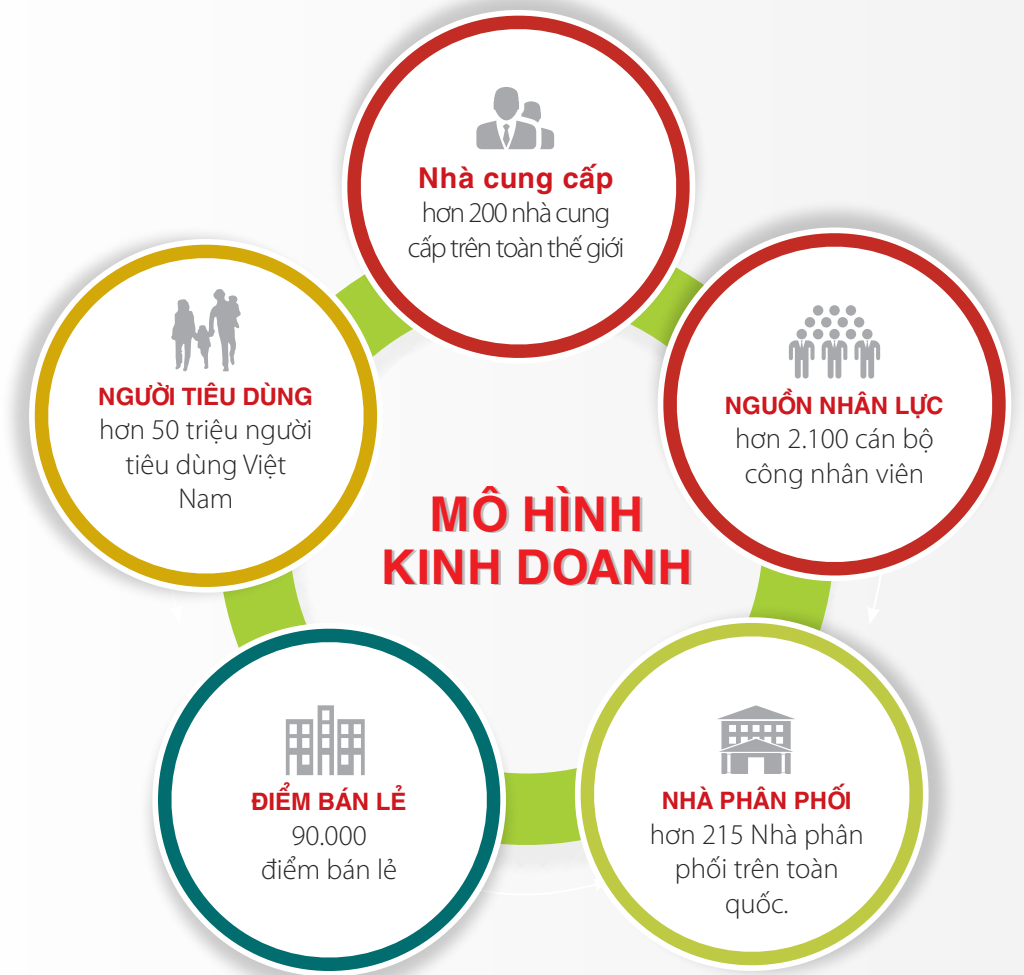 Nhà cung cấp
hơn 200 nhà cung
cấp trên toàn thế giới
NGUỒN NHÂN LỰC
hơn 2.100 cán bộ
công nhân viên
NHÀ PHÂN PHỐI
hơn 215 Nhà phân
phối trên toàn
quốc.
ĐIỂM BÁN LẺ
90.000
điểm bán lẻ
NGƯỜI TIÊU DÙNG
hơn 50 triệu người
tiêu dùng Việt
Nam
MÔ HÌNH
KINH DOANH